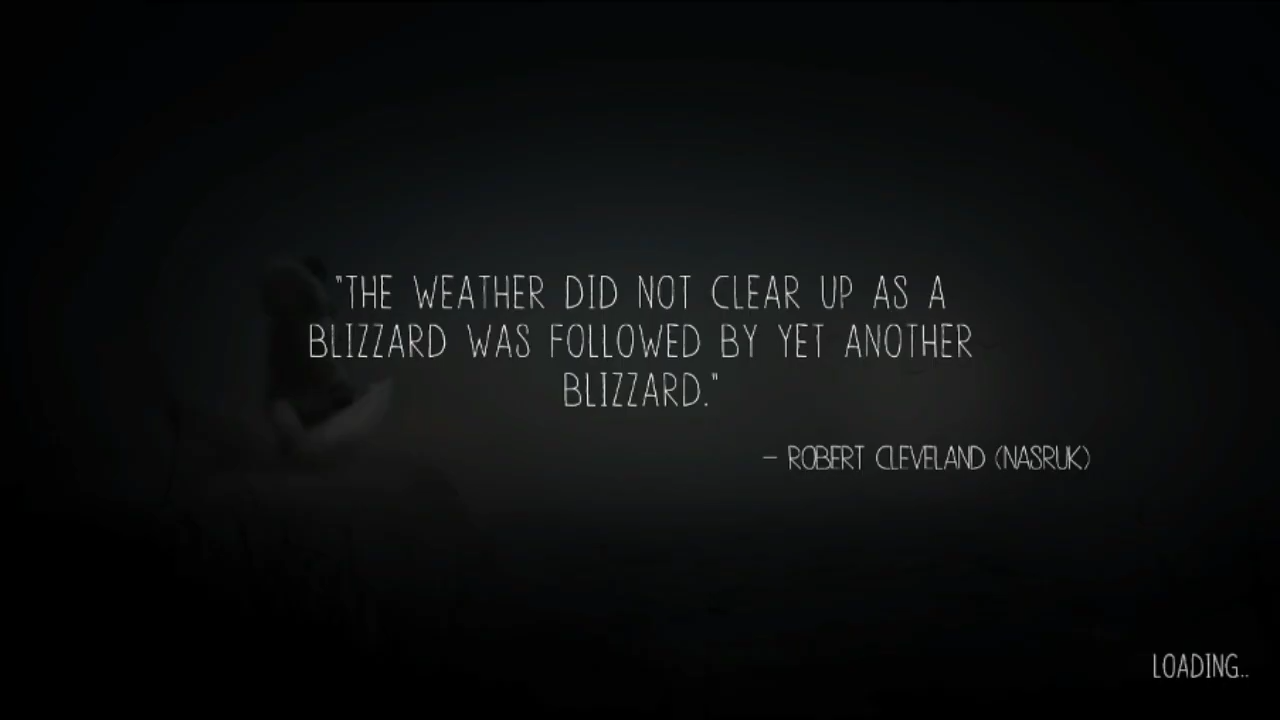 "THE WEATHER DID NOT CLEAR UP AS A
BLIZZARD WAS FOLLOWED BY YET ANOTHER
BLIZZARD."
– ROBERT CLEVELAND (NASRUK)
LOADING..